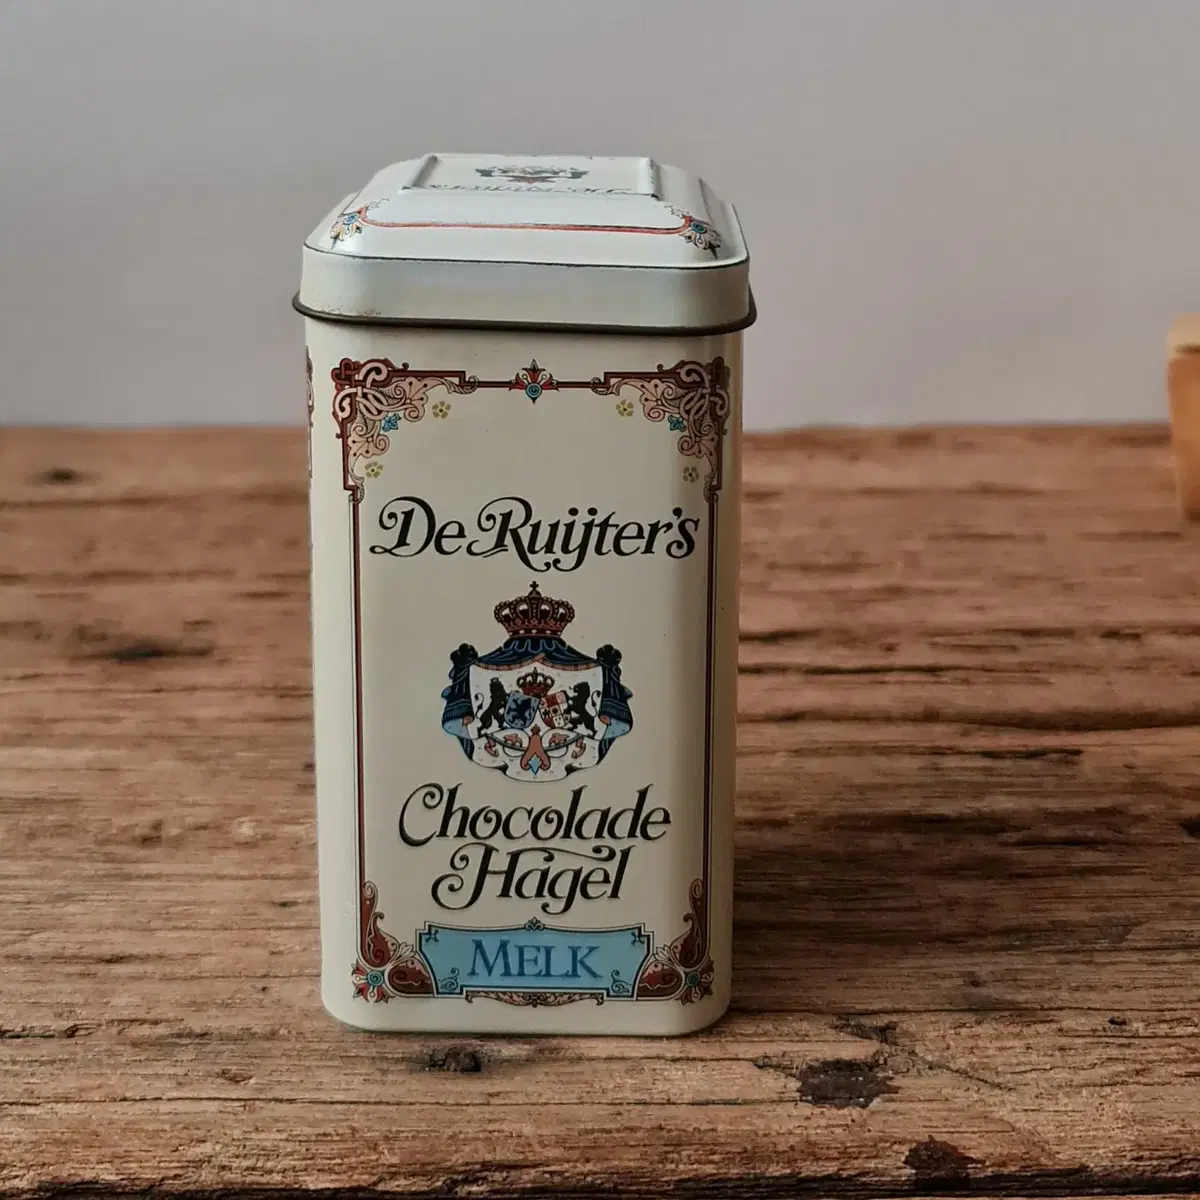 De Ruijter's
Chocolade
Hagel
MELK